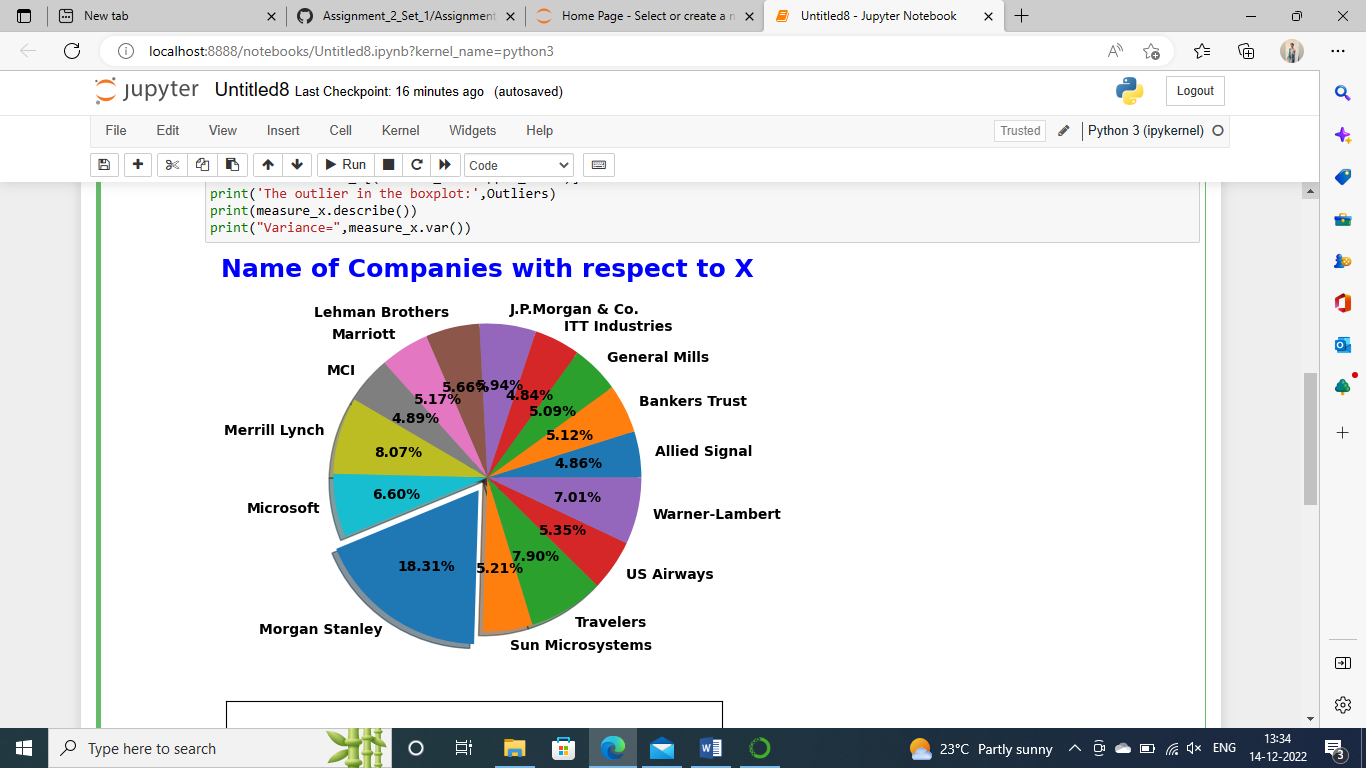 New tab
Assignment_2_Set_1/Assignment
Home Page - Select or create a n
Untitled8 - Jupyter Notebook
localhost:8888/notebooks/Untitled8.ipynb?kernel_name=python3
jupyter Untitled8 Last Checkpoint: 16 minutes ago (autosaved)
Logout
File Edit View Insert Cell Kernel Widgets Help
Trusted Python 3 (ipykernel)
Run Code
print('The outlier in the boxplot:',Outliers)
print(measure_x.describe())
print("Variance=",measure_x.var())
Name of Companies with respect to X
Lehman Brothers
J.P.Morgan & Co.
Marriott
ITT Industries
General Mills
MCI
Bankers Trust
Merrill Lynch
Allied Signal
Microsoft
Warner-Lambert
US Airways
Morgan Stanley
Travelers
Sun Microsystems
5.66%
5.94%
4.84%
5.17%
5.09%
4.89%
5.12%
8.07%
4.86%
6.60%
7.01%
5.35%
7.90%
18.31%
5.21%
Type here to search
23°C Partly sunny
ENG
13:34
14-12-2022
3